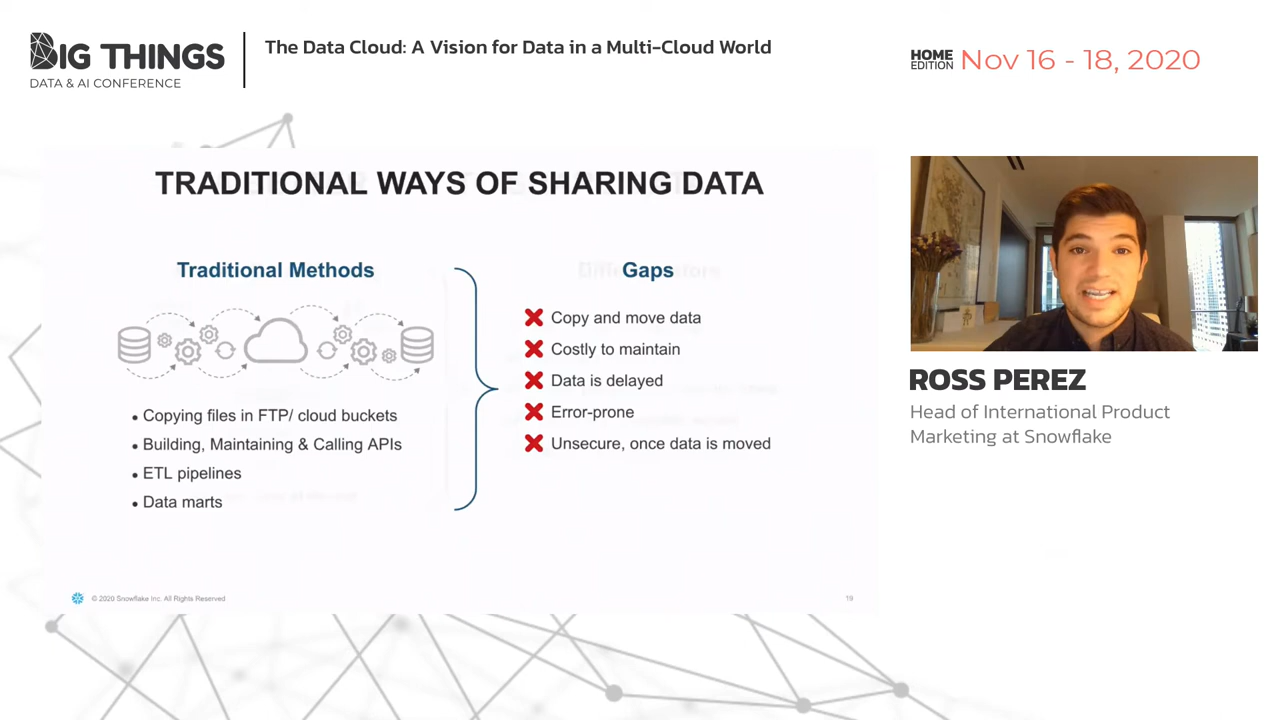 BIG THINGS
DATA & AI CONFERENCE
The Data Cloud: A Vision for Data in a Multi-Cloud World
HOME
EDITION
Nov 16 - 18, 2020
TRADITIONAL WAYS OF SHARING DATA
Traditional Methods
• Copying files in FTP/ cloud buckets
• Building, Maintaining & Calling APIs
• ETL pipelines
• Data marts
Gaps
Copy and move data
Costly to maintain
Data is delayed
Error-prone
Unsecure, once data is moved
© 2020 Snowflake Inc. All Rights Reserved
19
ROSS PEREZ
Head of International Product
Marketing at Snowflake